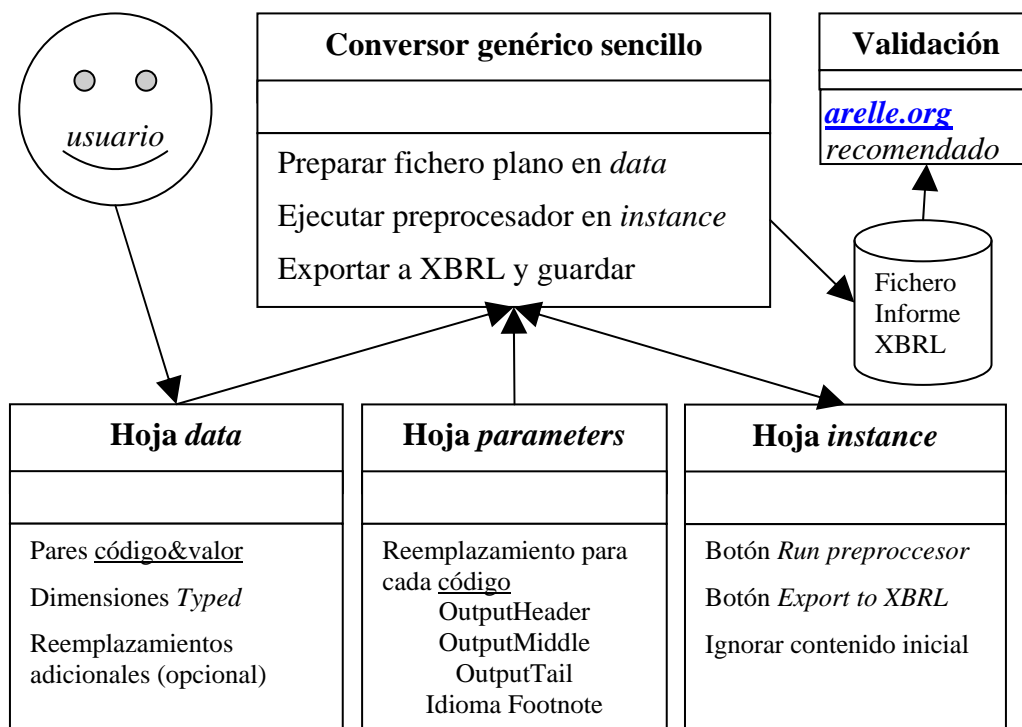 usuario
Conversor genérico sencillo
Preparar fichero plano en data
Ejecutar preprocesador en instance
Exportar a XBRL y guardar
Validación
arelle.org
recomendado
Fichero
Informe
XBRL
Hoja data
Pares código&valor
Dimensiones Typed
Reemplazamientos
adicionales (opcional)
Hoja parameters
Reemplazamiento para
cada código
OutputHeader
OutputMiddle
OutputTail
Idioma Footnote
Hoja instance
Botón Run preproccesor
Botón Export to XBRL
Ignorar contenido inicial